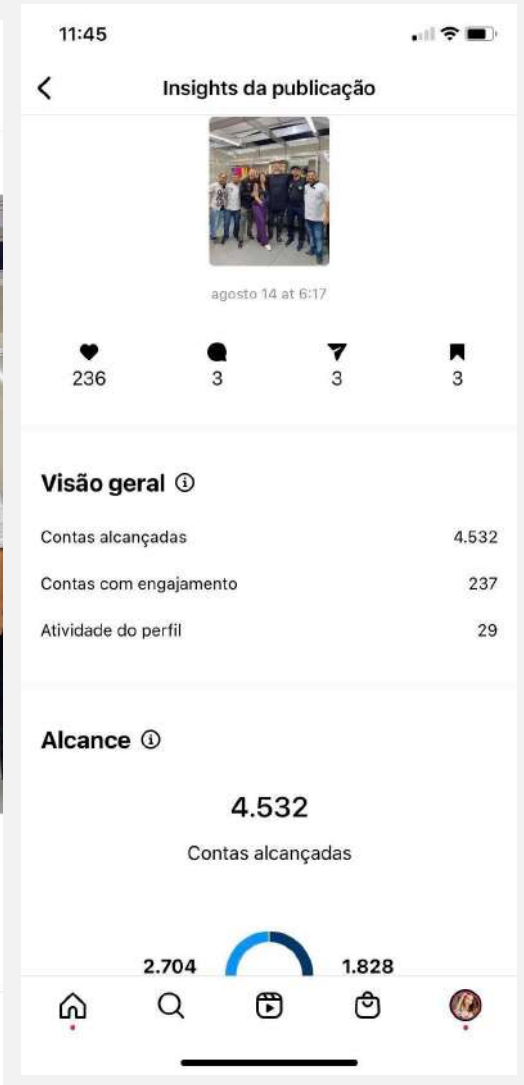 11:45
Insights da publicação
agosto 14 at 6:17
236 3 3 3
Visão geral
Contas alcançadas 4.532
Contas com engajamento 237
Atividade do perfil 29
Alcance
4.532
Contas alcançadas
2.704 1.828